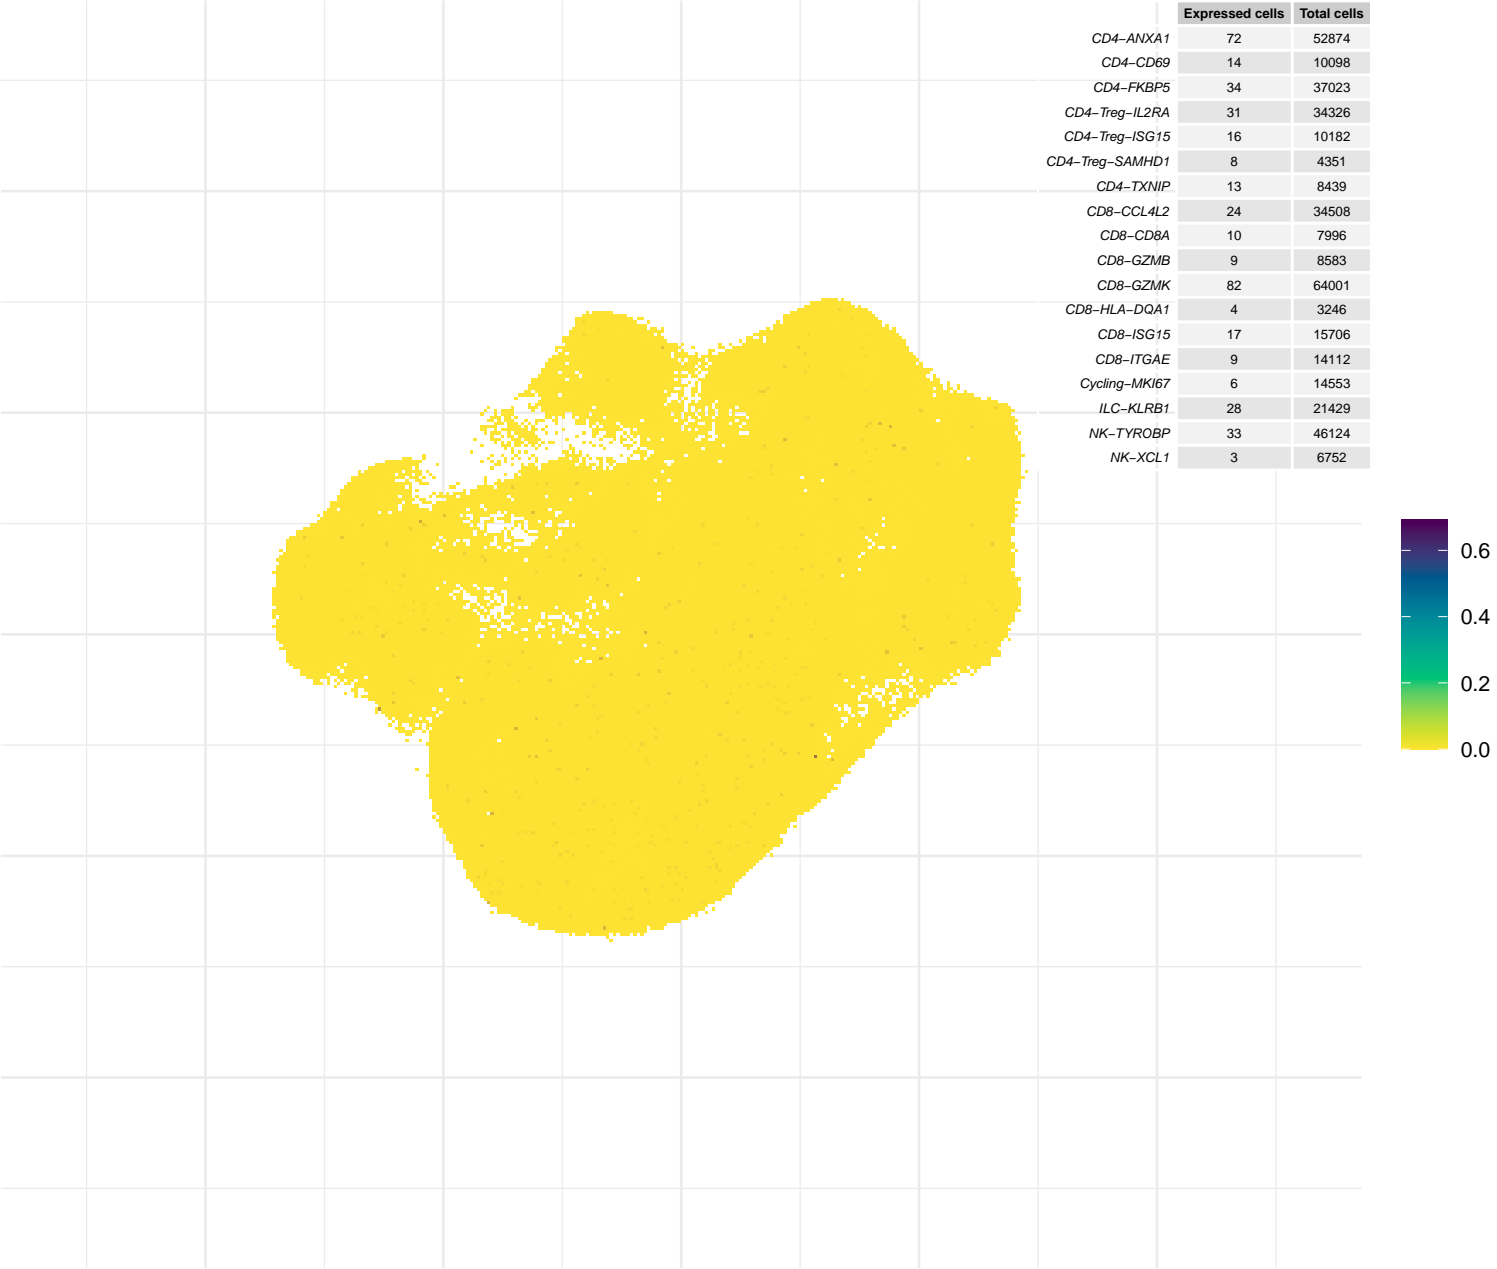 Expressed cells Total cells
CD4−ANXA1 72 52874
CD4−CD69 14 10098
CD4−FKBP5 34 37023
CD4−Treg−IL2RA 31 34326
CD4−Treg−ISG15 16 10182
CD4−Treg−SAMHD1 8 4351
CD4−TXNIP 13 8439
CD8−CCL4L2 24 34508
CD8−CD8A 10 7996
CD8−GZMB 9 8583
CD8−GZMK 82 64001
CD8−HLA−DQA1 4 3246
CD8−ISG15 17 15706
CD8−ITGAE 9 14112
Cycling−MKI67 6 14553
ILC−KLRB1 28 21429
NK−TYROBP 33 46124
NK−XCL1 3 6752
0.6
0.4
0.2
0.0